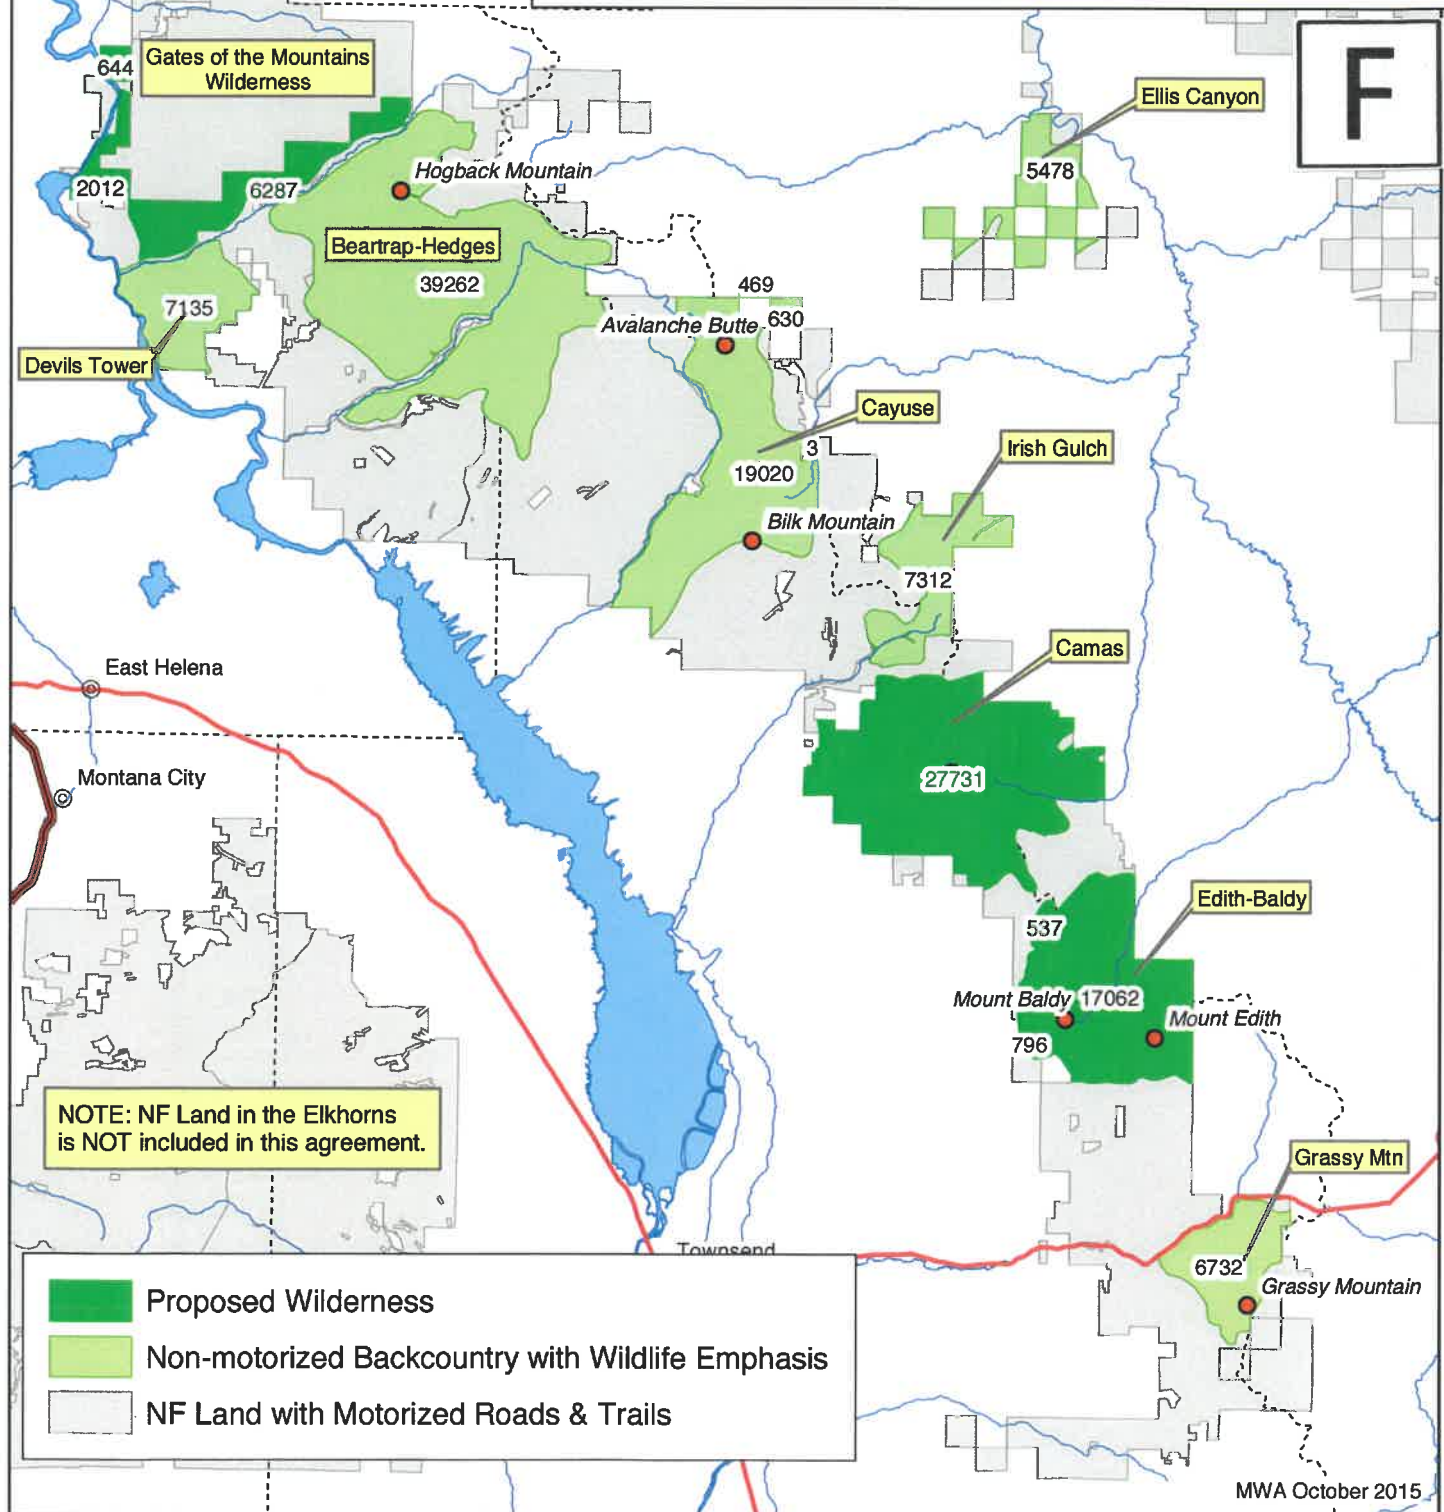 F
644
Gates of the Mountains
Wilderness
Ellis Canyon
5478
Hogback Mountain
2012
6287
Beartrap-Hedges
39262
469
7135
Avalanche Butte
630
Devils Tower
Cayuse
3
Irish Gulch
19020
Bilk Mountain
7312
Camas
East Helena
27731
Montana City
Edith-Baldy
537
Mount Baldy
17062
Mount Edith
796
NOTE: NF Land in the Elkhorns
is NOT included in this agreement.
Grassy Mtn
Townsend
6732
Grassy Mountain
Proposed Wilderness
Non-motorized Backcountry with Wildlife Emphasis
NF Land with Motorized Roads & Trails
MWA October 2015